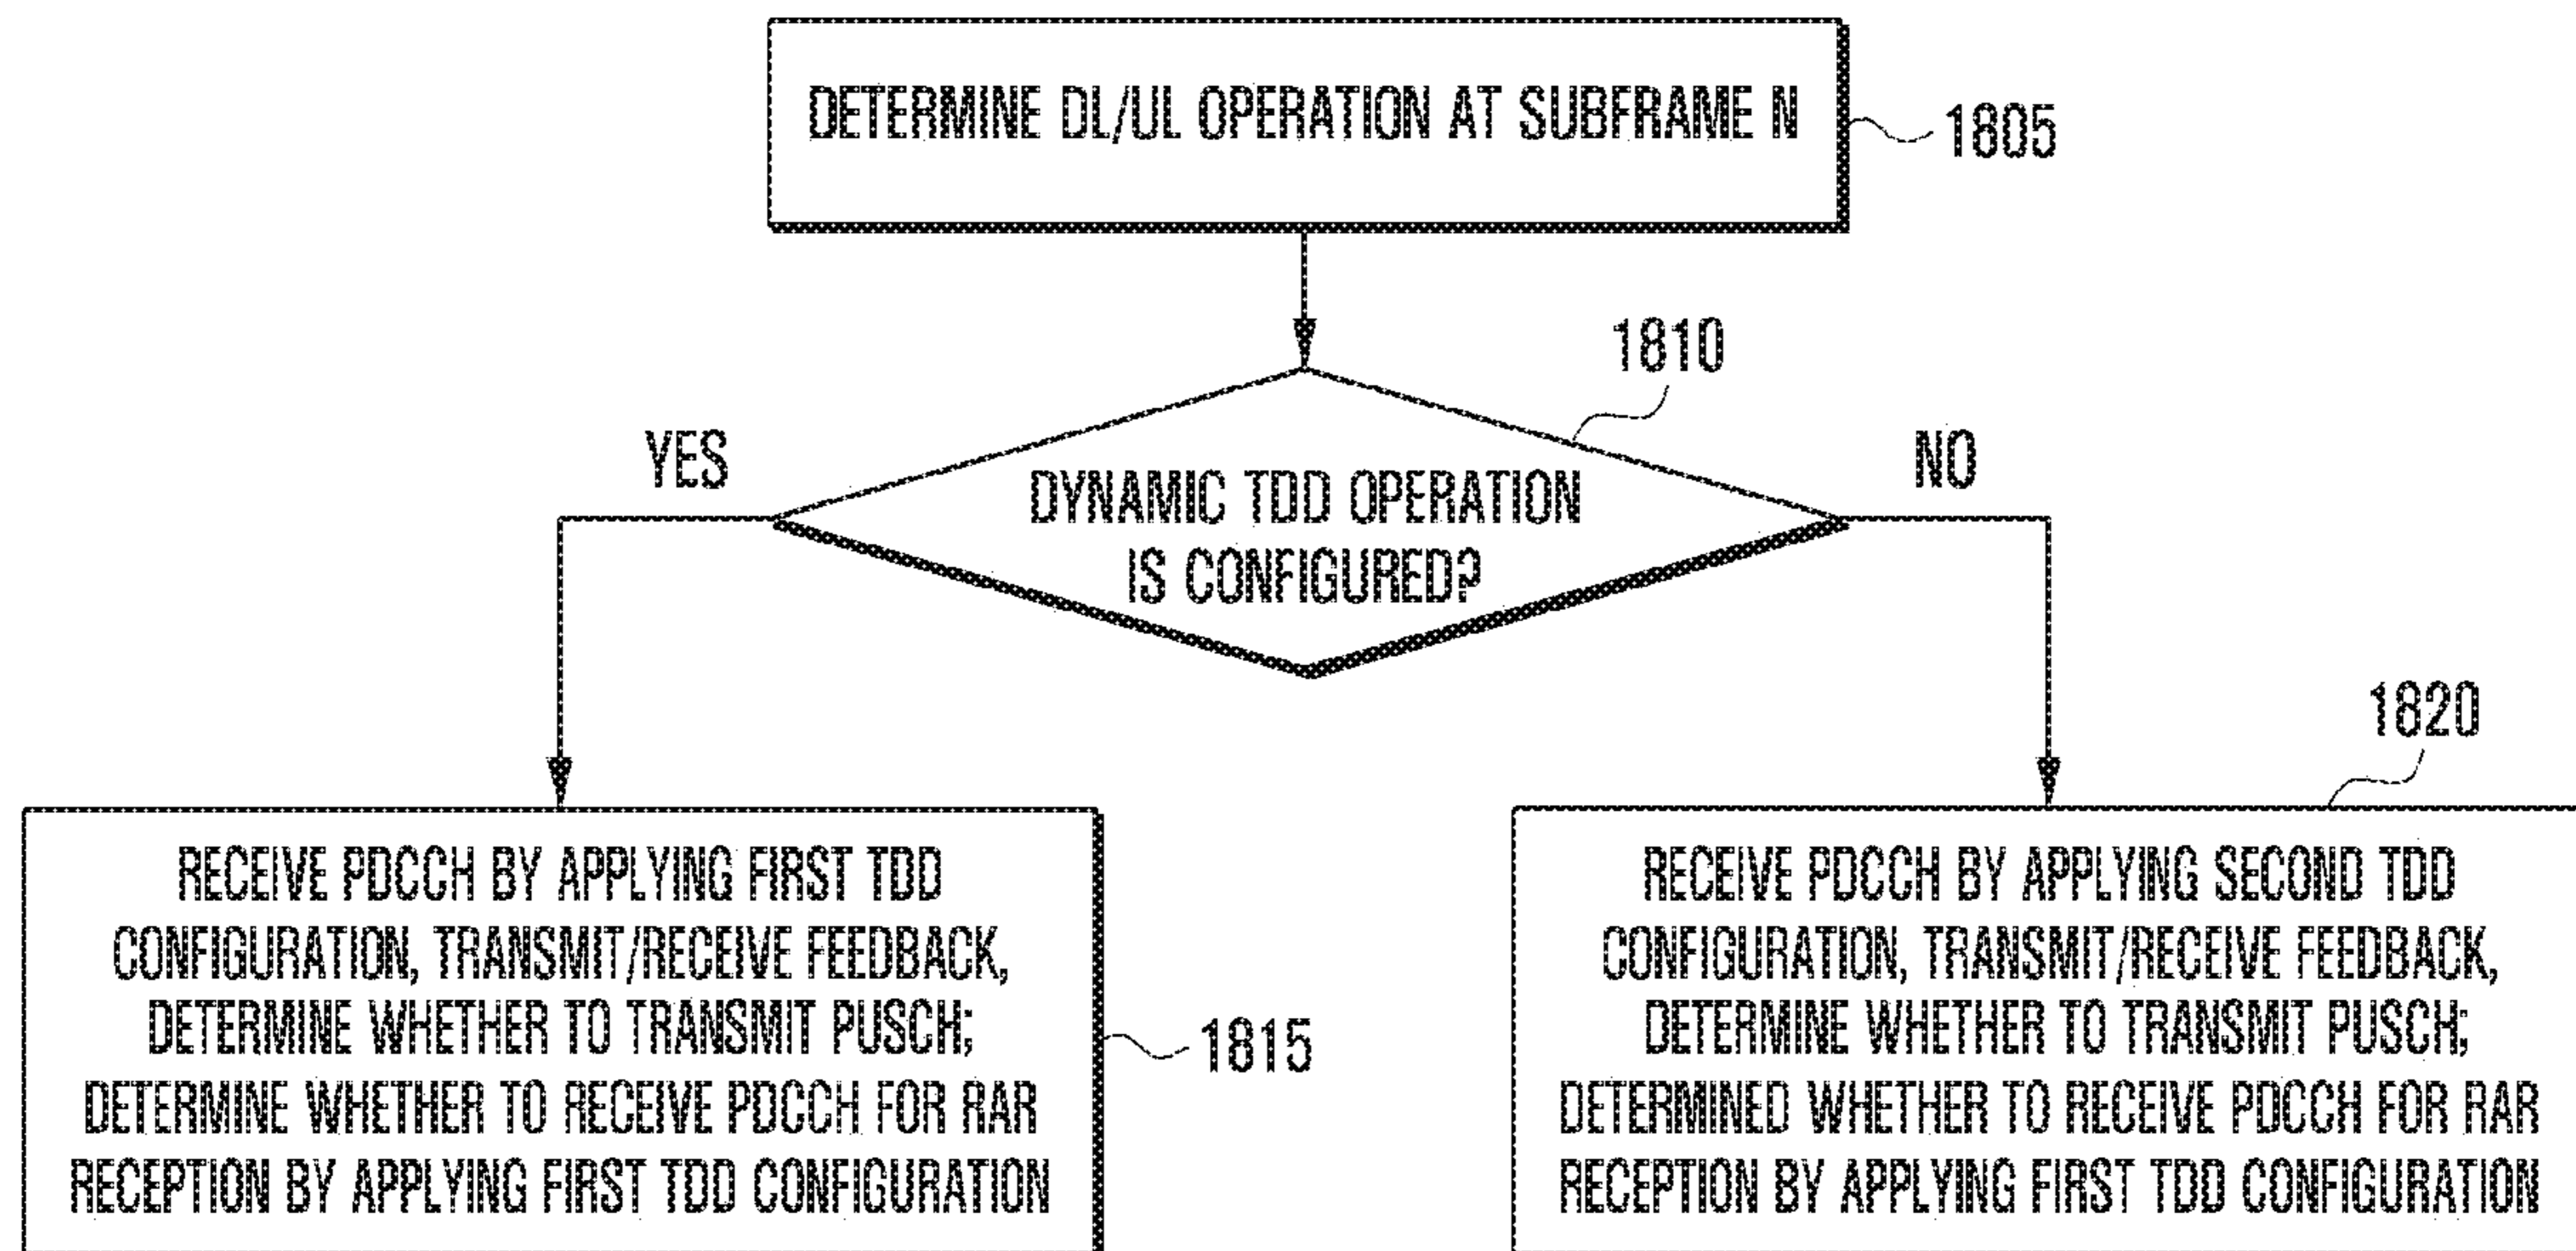 DETERMINE DL/UL OPERATION AT SUBFRAME N
1805
1810
YES
NO
DYNAMIC TDD OPERATION
IS CONFIGURED?
1820
RECEIVE PDCCH BY APPLYING FIRST TDD
CONFIGURATION, TRANSMIT/RECEIVE FEEDBACK,
DETERMINE WHETHER TO TRANSMIT PUSCH;
DETERMINE WHETHER TO RECEIVE PDCCH FOR RAR
RECEPTION BY APPLYING FIRST TDD CONFIGURATION
1815
RECEIVE PDCCH BY APPLYING SECOND TDD
CONFIGURATION, TRANSMIT/RECEIVE FEEDBACK,
DETERMINE WHETHER TO TRANSMIT PUSCH;
DETERMINED WHETHER TO RECEIVE PDCCH FOR RAR
RECEPTION BY APPLYING FIRST TDD CONFIGURATION